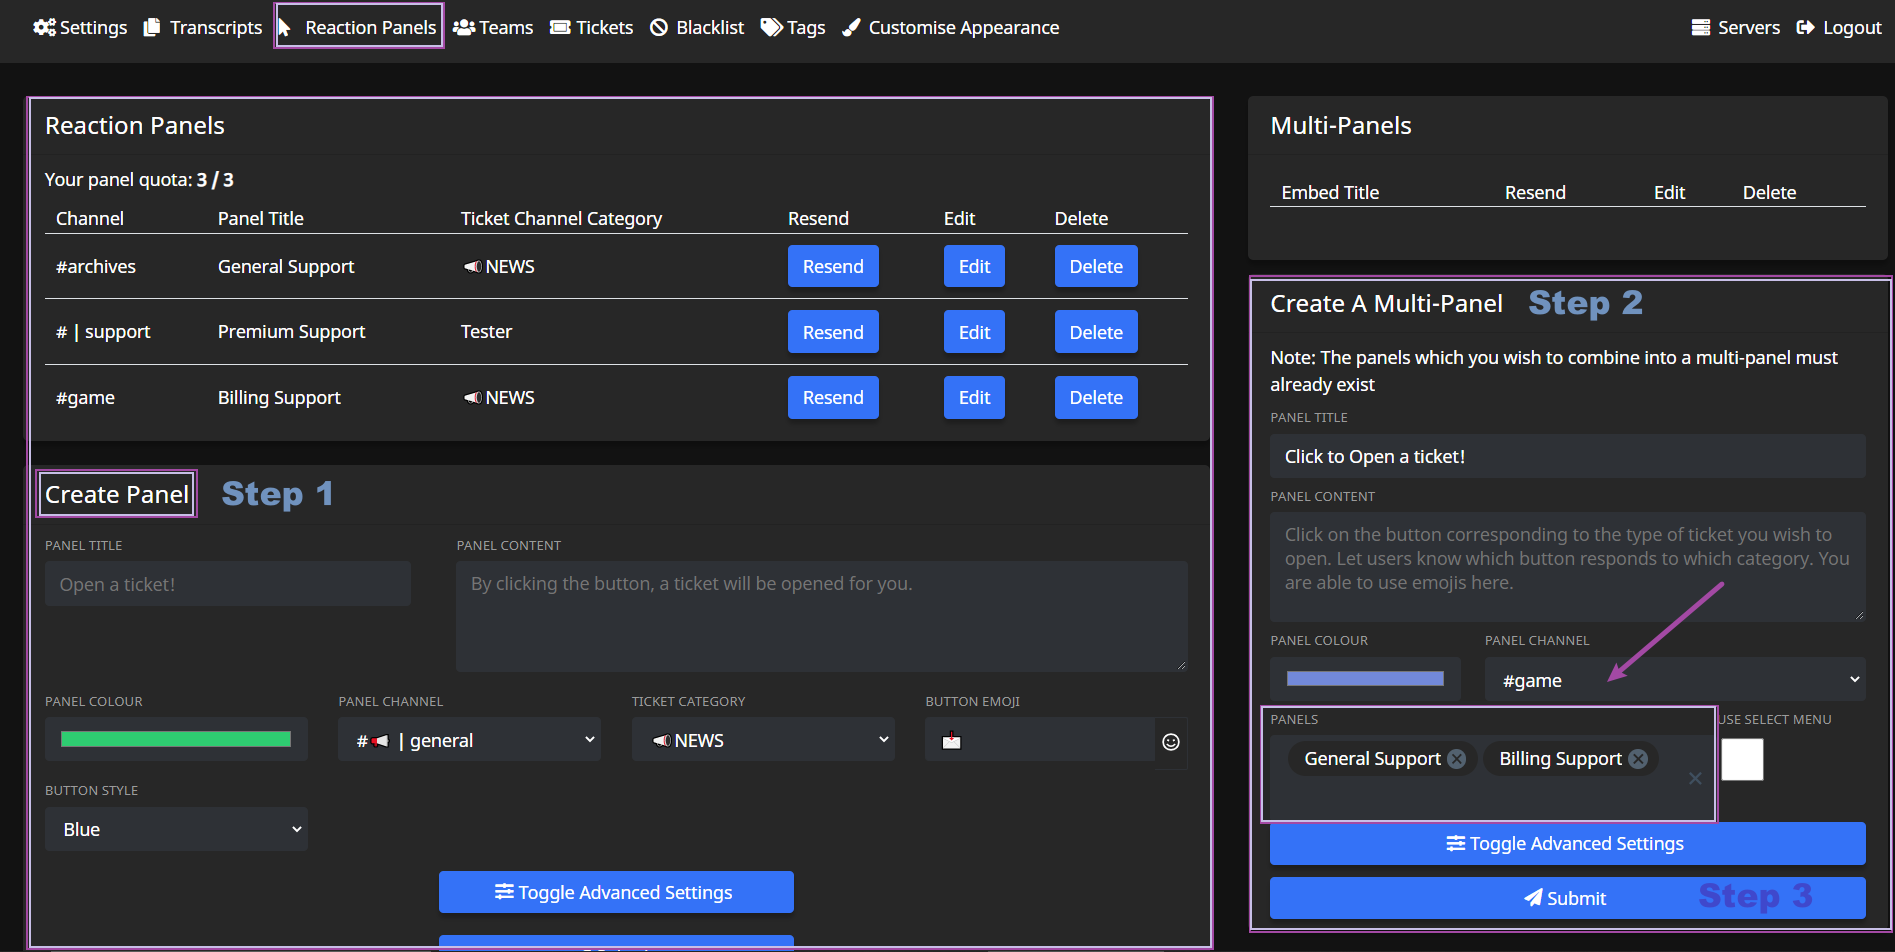 Settings Transcripts Reaction Panels Teams Tickets Blacklist Tags Customise Appearance Servers Logout
Reaction Panels
Your panel quota: 3 / 3
Channel Panel Title Ticket Channel Category Resend Edit Delete
#archives General Support NEWS Resend Edit Delete
# | support Premium Support Tester Resend Edit Delete
#game Billing Support NEWS Resend Edit Delete
Create Panel Step 1
PANEL TITLE PANEL CONTENT
Open a ticket! By clicking the button, a ticket will be opened for you.
PANEL COLOUR PANEL CHANNEL TICKET CATEGORY BUTTON EMOJI
#📢 | general NEWS
BUTTON STYLE
Blue
Toggle Advanced Settings
Multi-Panels
Embed Title Resend Edit Delete
Create A Multi-Panel Step 2
Note: The panels which you wish to combine into a multi-panel must
already exist
PANEL TITLE
Click to Open a ticket!
PANEL CONTENT
Click on the button corresponding to the type of ticket you wish to
open. Let users know which button responds to which category. You
are able to use emojis here.
PANEL COLOUR PANEL CHANNEL
#game
PANELS USE SELECT MENU
General Support Billing Support
Toggle Advanced Settings
Submit Step 3